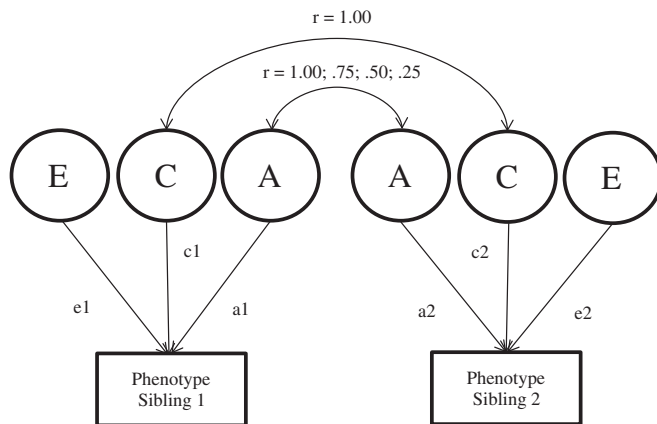 r = 1.00
r = 1.00; .75; .50; .25
E C A A C E
c1 c2
e1 a1 a2 e2
Phenotype
Sibling 1
Phenotype
Sibling 2